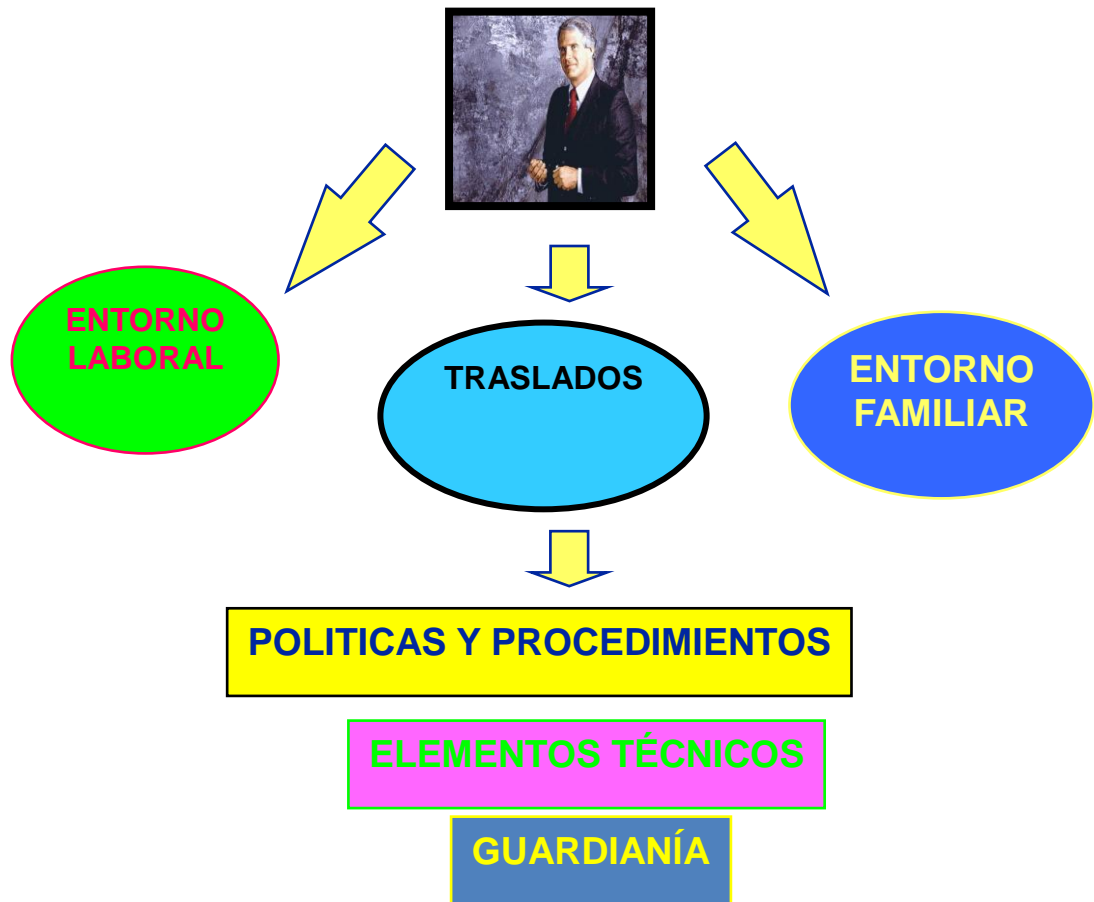 ENTORNO
LABORAL
TRASLADOS
ENTORNO
FAMILIAR
POLITICAS Y PROCEDIMIENTOS
ELEMENTOS TÉCNICOS
GUARDIANÍA